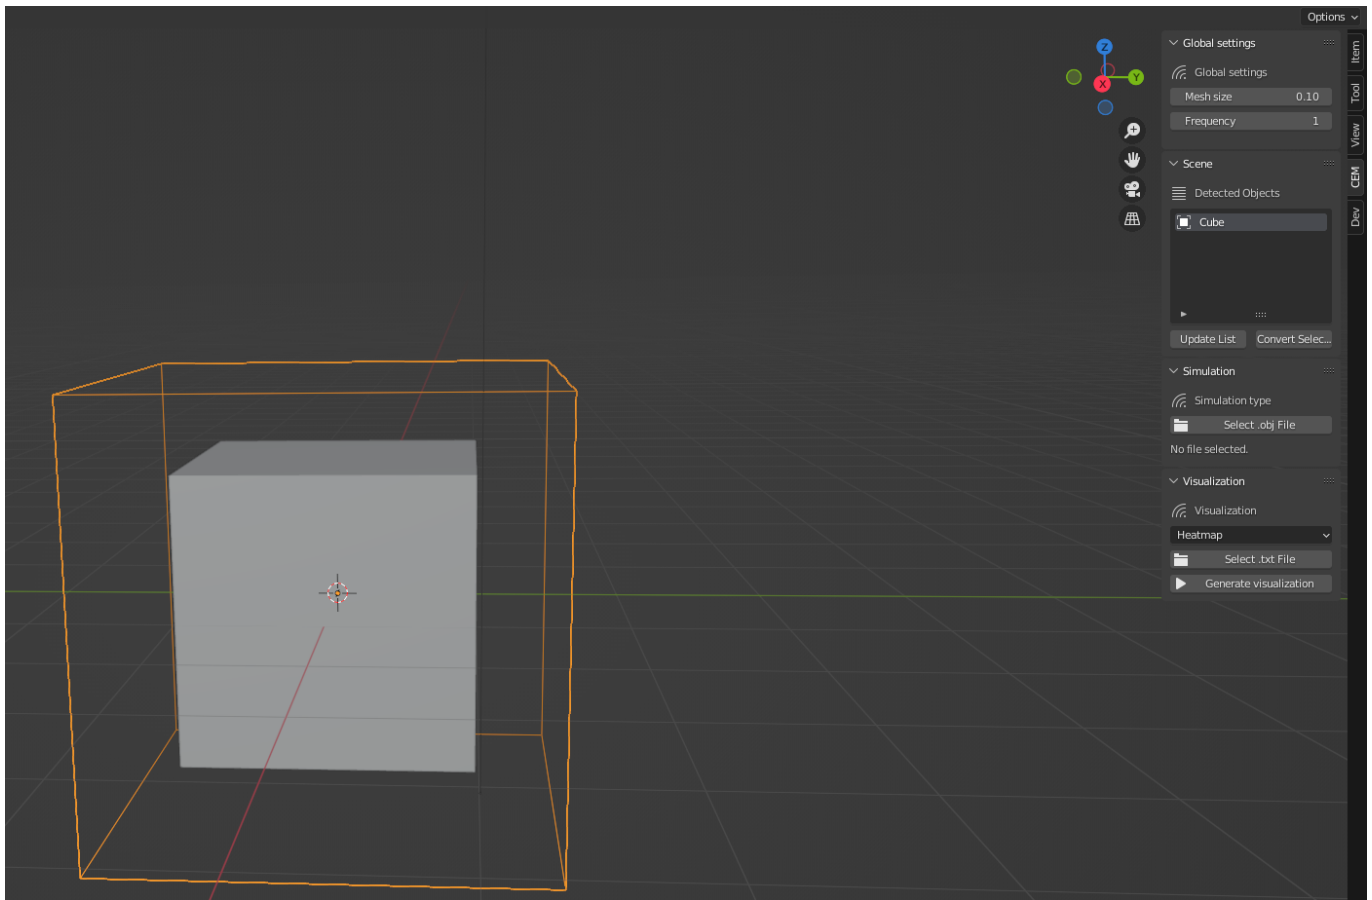 Options
Z
Y
X
Global settings
Global settings
Mesh size 0.10
Frequency 1
Scene
Detected Objects
Cube
Update List Convert Selec...
Simulation
Simulation type
Select .obj File
No file selected.
Visualization
Visualization
Heatmap
Select .txt File
Generate visualization
Item
Tool
View
CEM
Dev